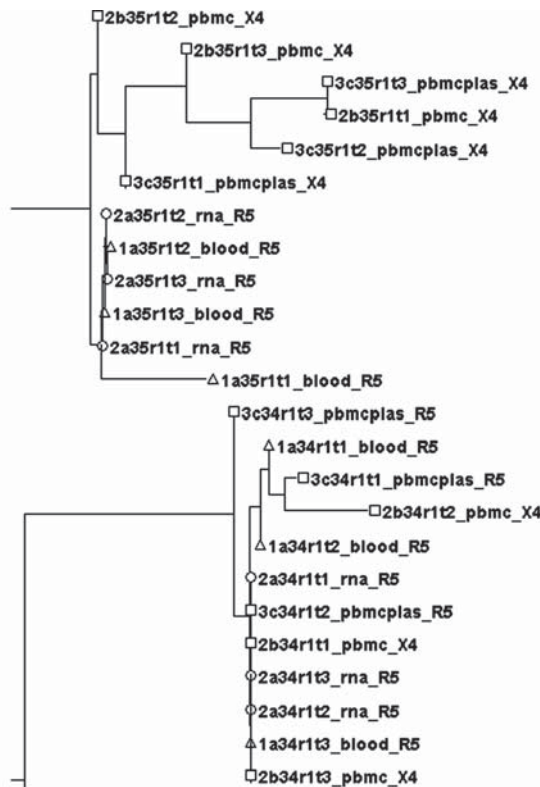 2b35r1t2_pbmc_X4
2b35r1t3_pbmc_X4
3c35r1t3_pbmcplas_X4
2b35r1t1_pbmc_X4
3c35r1t2_pbmcplas_X4
3c35r1t1_pbmcplas_X4
2a35r1t2_rna_R5
1a35r1t2_blood_R5
2a35r1t3_rna_R5
1a35r1t3_blood_R5
2a35r1t1_rna_R5
1a35r1t1_blood_R5
3c34r1t3_pbmcplas_R5
1a34r1t1_blood_R5
3c34r1t1_pbmcplas_R5
2b34r1t2_pbmc_X4
1a34r1t2_blood_R5
2a34r1t1_rna_R5
3c34r1t2_pbmcplas_R5
2b34r1t1_pbmc_X4
2a34r1t3_rna_R5
2a34r1t2_rna_R5
1a34r1t3_blood_R5
2b34r1t3_pbmc_X4